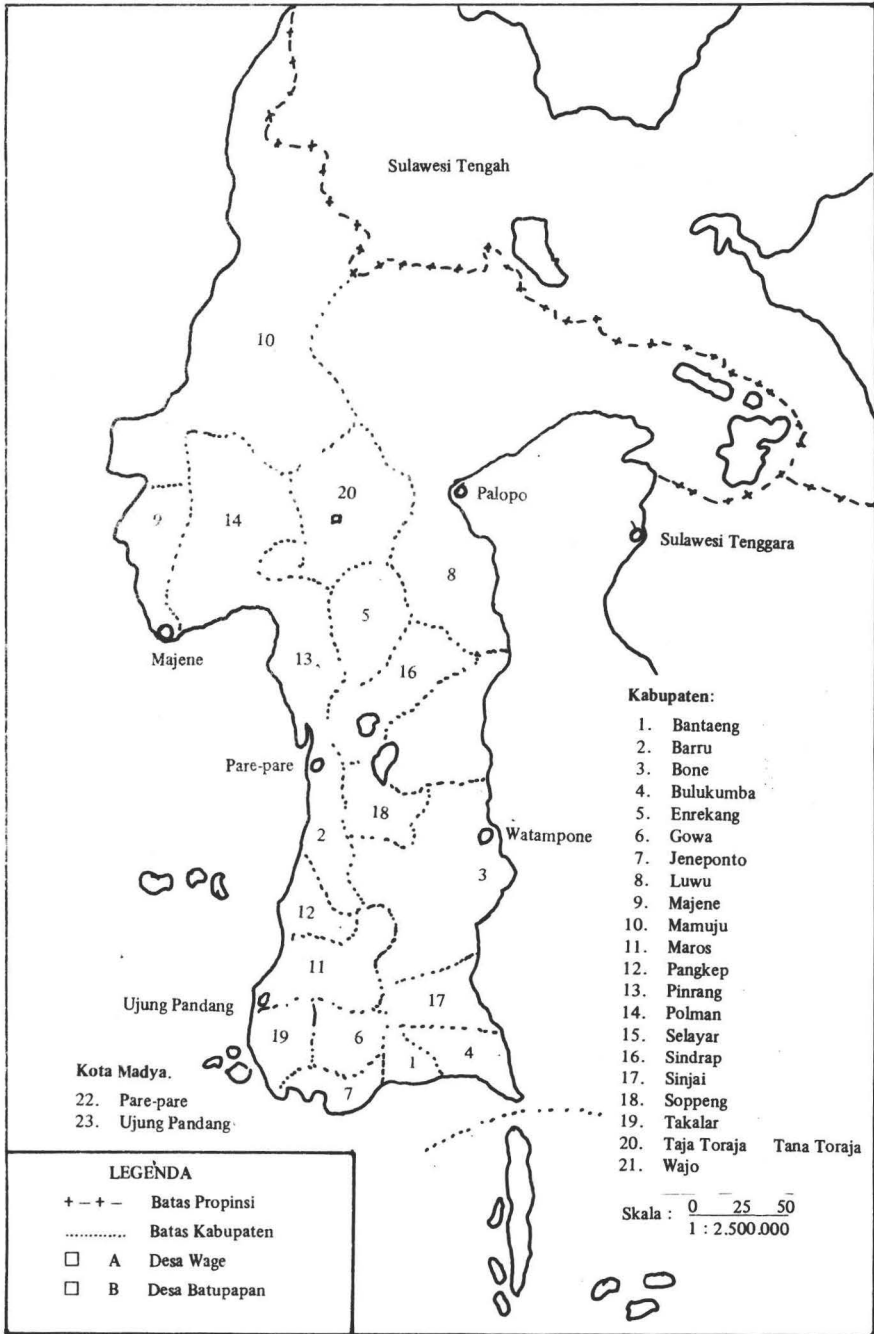 Sulawesi Tengah
10
20
Palopo
9
14
Sulawesi Tenggara
8
5
Majene
13
16
Pare-pare
18
2
Watampone
3
12
11
Ujung Pandang
17
19
6
1
4
7
Kabupaten:
1. Bantaeng
2. Barru
3. Bone
4. Bulukumba
5. Enrekang
6. Gowa
7. Jeneponto
8. Luwu
9. Majene
10. Mamuju
11. Maros
12. Pangkep
13. Pinrang
14. Polman
15. Selayar
16. Sindrap
17. Sinjai
18. Soppeng
19. Takalar
20. Taja Toraja Tana Toraja
21. Wajo
Skala : 0 25 50
1 : 2.500.000
Kota Madya.
22. Pare-pare
23. Ujung Pandang
LEGENDA
+ – + – Batas Propinsi
............ Batas Kabupaten
□ A Desa Wage
□ B Desa Batupapan